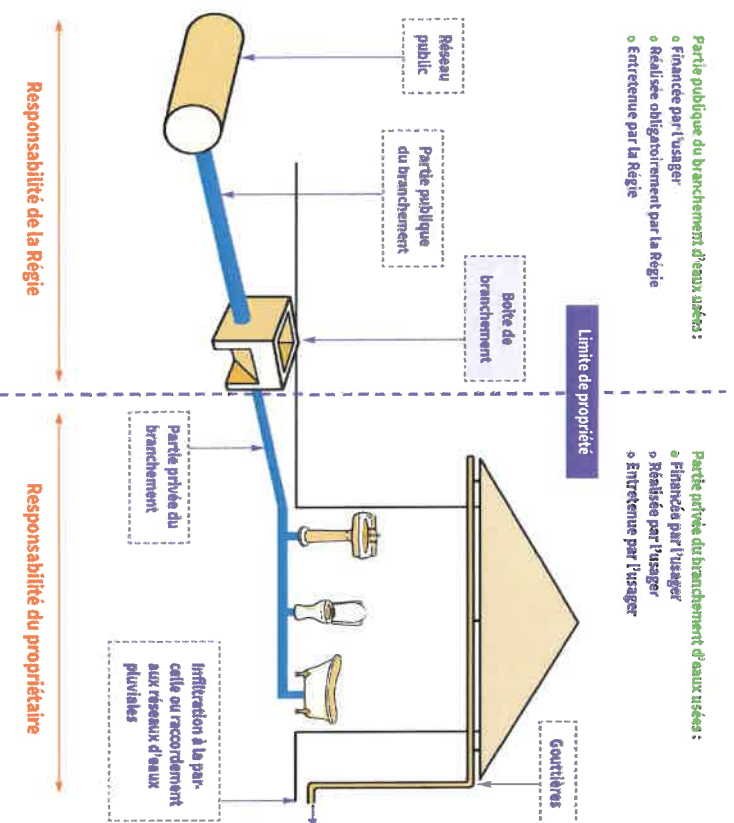 Partie publique du branchement d'eaux usées :
Financée par l'usager
Réalisée obligatoirement par la Régie
Entretenue par la Régie
Partie privée du branchement d'eaux usées :
Financée par l'usager
Réalisée par l'usager
Entretenue par l'usager
Limite de propriété
Réseau
public
Partie publique
du branchement
Boîte de
branchement
Gouttières
Partie privée du
branchement
Infiltration à la par-
celle ou raccordement
aux réseaux d'eaux
pluviales
Responsabilité de la Régie
Responsabilité du propriétaire